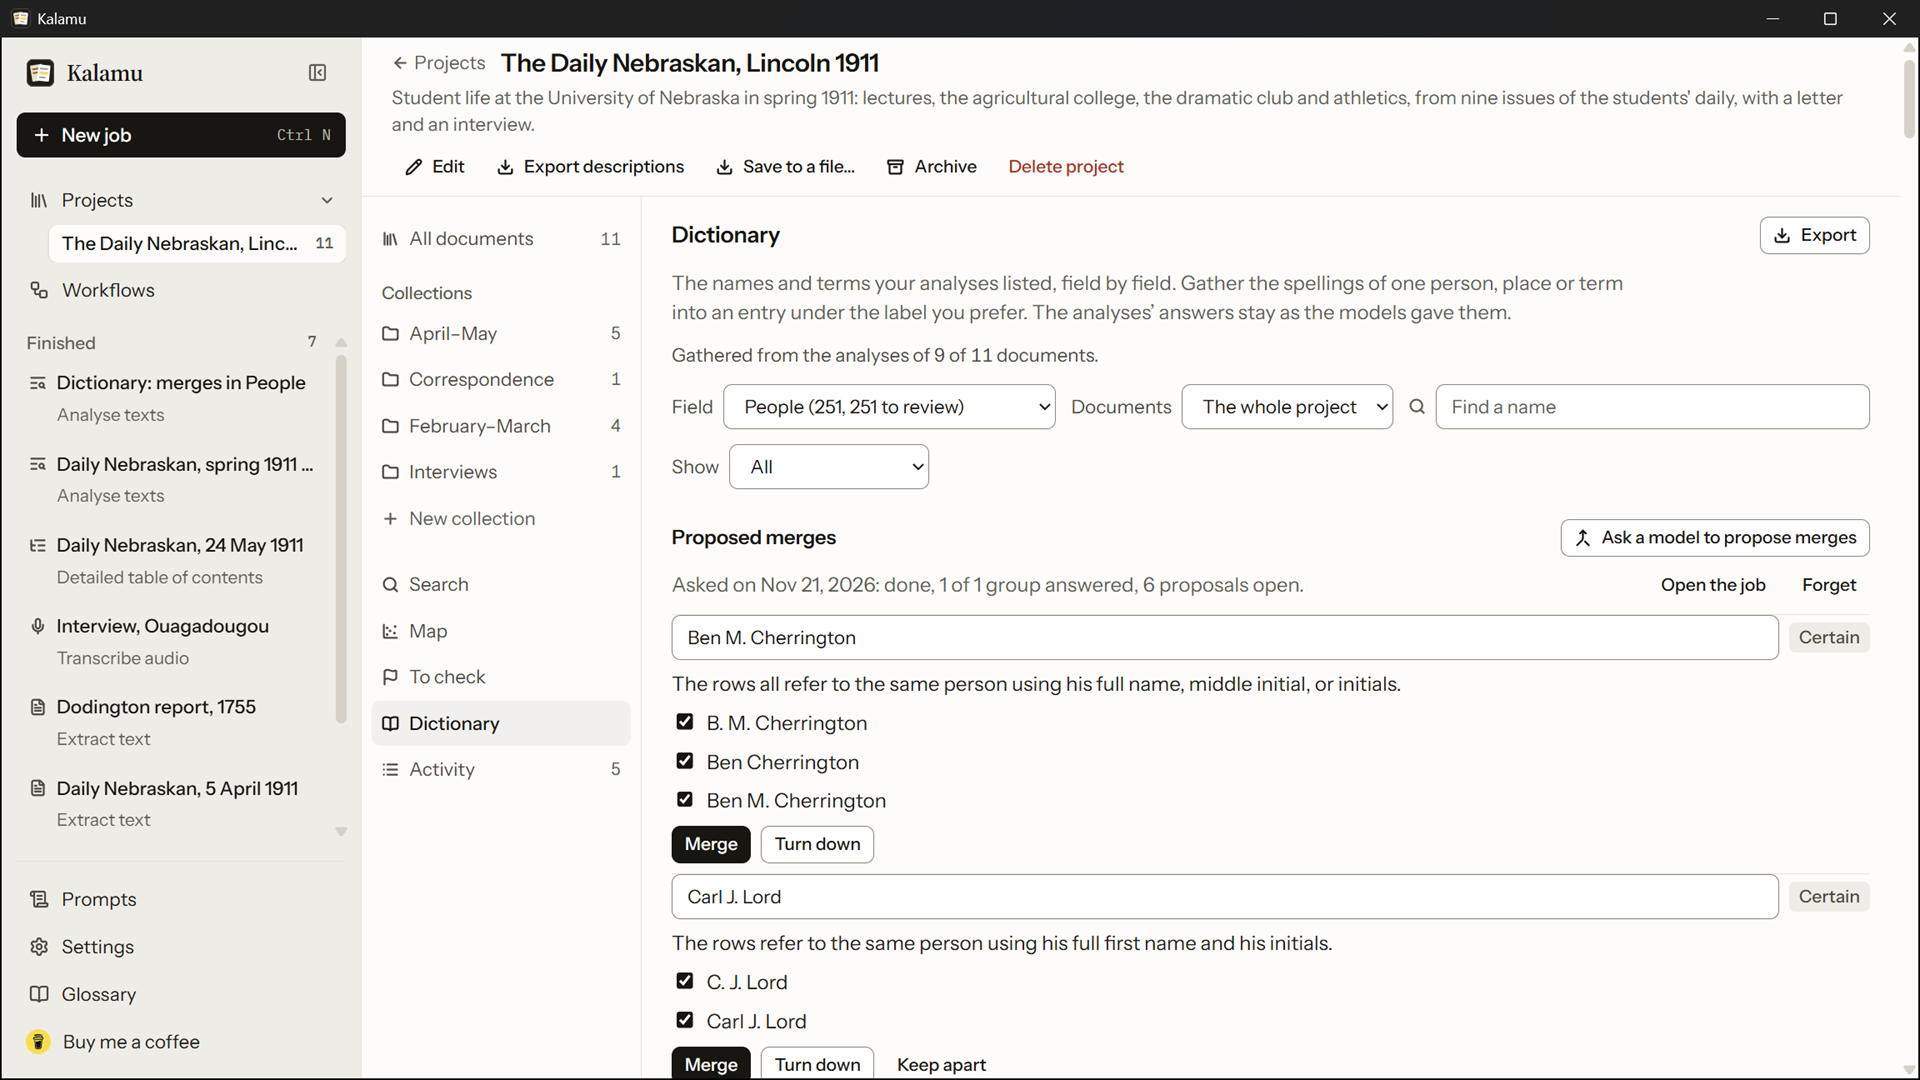 Kalamu
Kalamu
New job Ctrl N
Projects
The Daily Nebraskan, Linc... 11
Workflows
Finished 7
Dictionary: merges in People
Analyse texts
Daily Nebraskan, spring 1911 ...
Analyse texts
Daily Nebraskan, 24 May 1911
Detailed table of contents
Interview, Ouagadougou
Transcribe audio
Dodington report, 1755
Extract text
Daily Nebraskan, 5 April 1911
Extract text
Prompts
Settings
Glossary
Buy me a coffee
Projects The Daily Nebraskan, Lincoln 1911
Student life at the University of Nebraska in spring 1911: lectures, the agricultural college, the dramatic club and athletics, from nine issues of the students' daily, with a letter
and an interview.
Edit Export descriptions Save to a file... Archive Delete project
All documents 11
Collections
April–May 5
Correspondence 1
February–March 4
Interviews 1
New collection
Search
Map
To check
Dictionary
Activity 5
Dictionary Export
The names and terms your analyses listed, field by field. Gather the spellings of one person, place or term
into an entry under the label you prefer. The analyses’ answers stay as the models gave them.
Gathered from the analyses of 9 of 11 documents.
Field People (251, 251 to review) Documents The whole project Find a name
Show All
Proposed merges Ask a model to propose merges
Asked on Nov 21, 2026: done, 1 of 1 group answered, 6 proposals open. Open the job Forget
Ben M. Cherrington Certain
The rows all refer to the same person using his full name, middle initial, or initials.
B. M. Cherrington
Ben Cherrington
Ben M. Cherrington
Merge Turn down
Carl J. Lord Certain
The rows refer to the same person using his full first name and his initials.
C. J. Lord
Carl J. Lord
Merge Turn down Keep apart